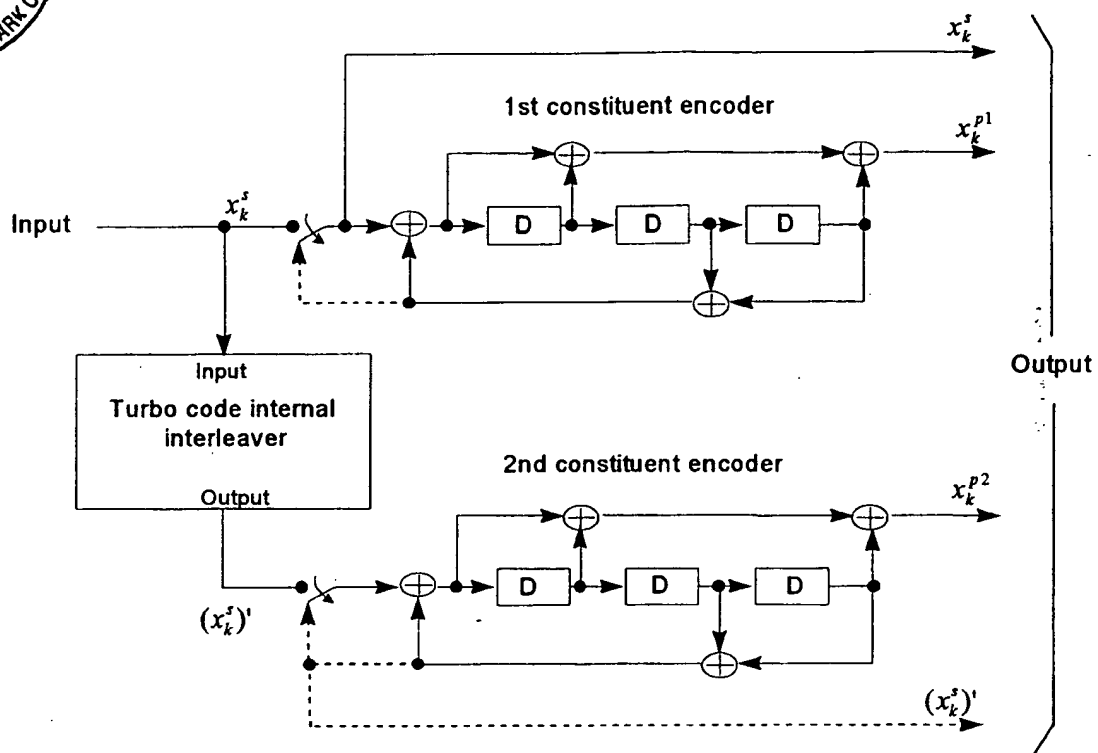 ARK
x_k^s
1st constituent encoder
x_k^{p1}
Input
x_k^s
D
D
D
Input
Turbo code internal
interleaver
Output
Output
2nd constituent encoder
x_k^{p2}
D
D
D
(x_k^s)'
(x_k^s)'